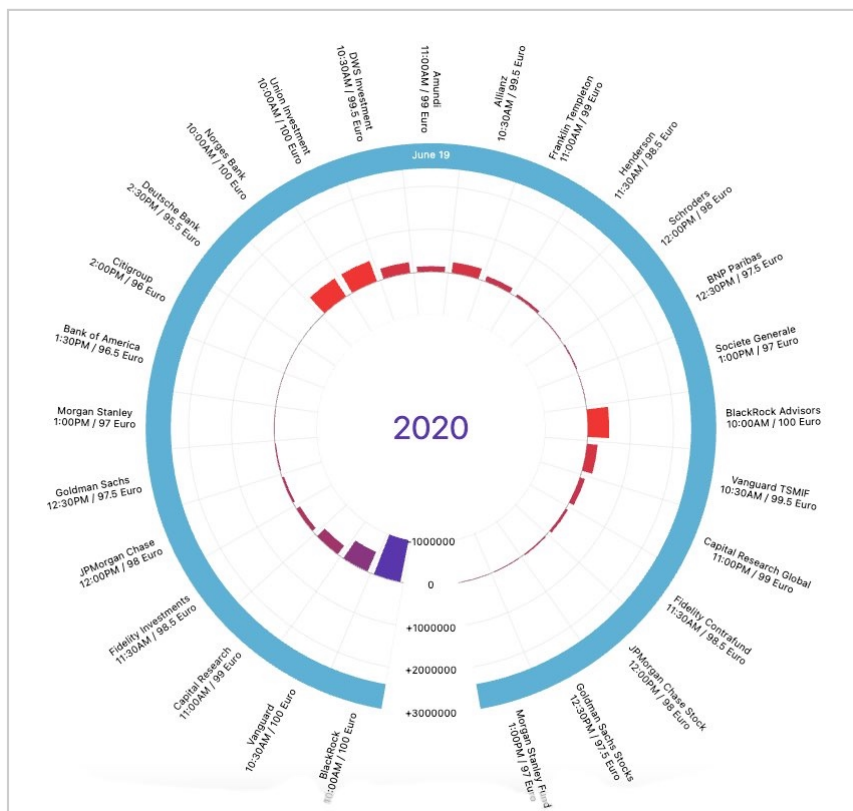 June 19
2020
1000000
0
+1000000
+2000000
+3000000
BlackRock
10:00AM / 100 Euro
Vanguard
10:30AM / 100 Euro
Capital Research
11:00AM / 99 Euro
Fidelity Investments
11:30AM / 98.5 Euro
JPMorgan Chase
12:00PM / 98 Euro
Goldman Sachs
12:30PM / 97.5 Euro
Morgan Stanley
1:00PM / 97 Euro
Bank of America
1:30PM / 96.5 Euro
Citigroup
2:00PM / 96 Euro
Deutsche Bank
2:30PM / 95.5 Euro
Norges Bank
10:00AM / 100 Euro
Union Investment
10:00AM / 100 Euro
DWS Investment
10:30AM / 99.5 Euro
Amundi
11:00AM / 99 Euro
Allianz
10:30AM / 99.5 Euro
Franklin Templeton
11:00AM / 99 Euro
Henderson
11:30AM / 98.5 Euro
Schroders
12:00PM / 98 Euro
BNP Paribas
12:30PM / 97.5 Euro
Societe Generale
1:00PM / 97 Euro
BlackRock Advisors
10:00AM / 100 Euro
Vanguard TSMIF
10:30AM / 99.5 Euro
Capital Research Global
11:00PM / 99 Euro
Fidelity Contrafund
11:30AM / 98.5 Euro
JPMorgan Chase Stock
12:00PM / 98 Euro
Goldman Sachs Stocks
12:30PM / 97.5 Euro
Morgan Stanley Fund
1:00PM / 97 Euro